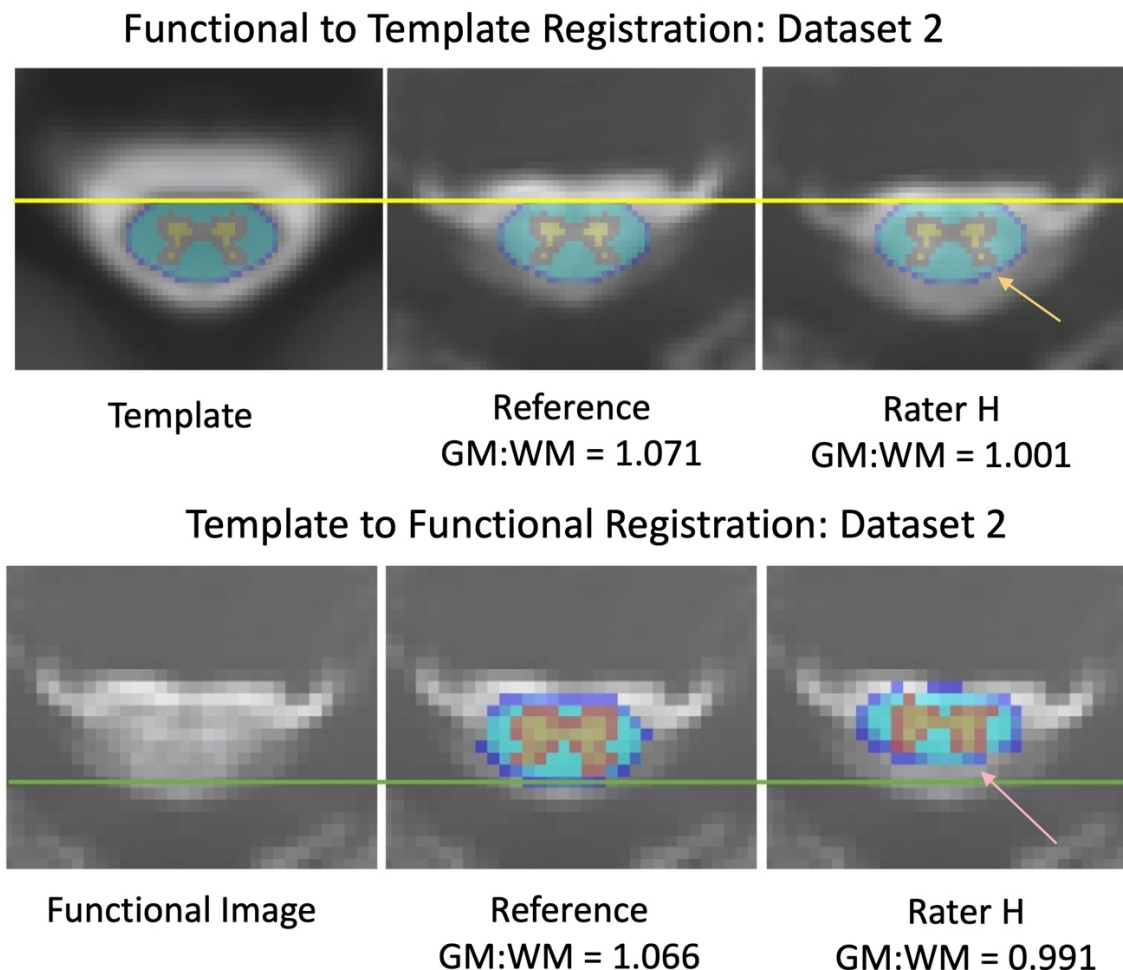 Functional to Template Registration: Dataset 2
Template
Reference
GM:WM = 1.071
Rater H
GM:WM = 1.001
Template to Functional Registration: Dataset 2
Functional Image
Reference
GM:WM = 1.066
Rater H
GM:WM = 0.991